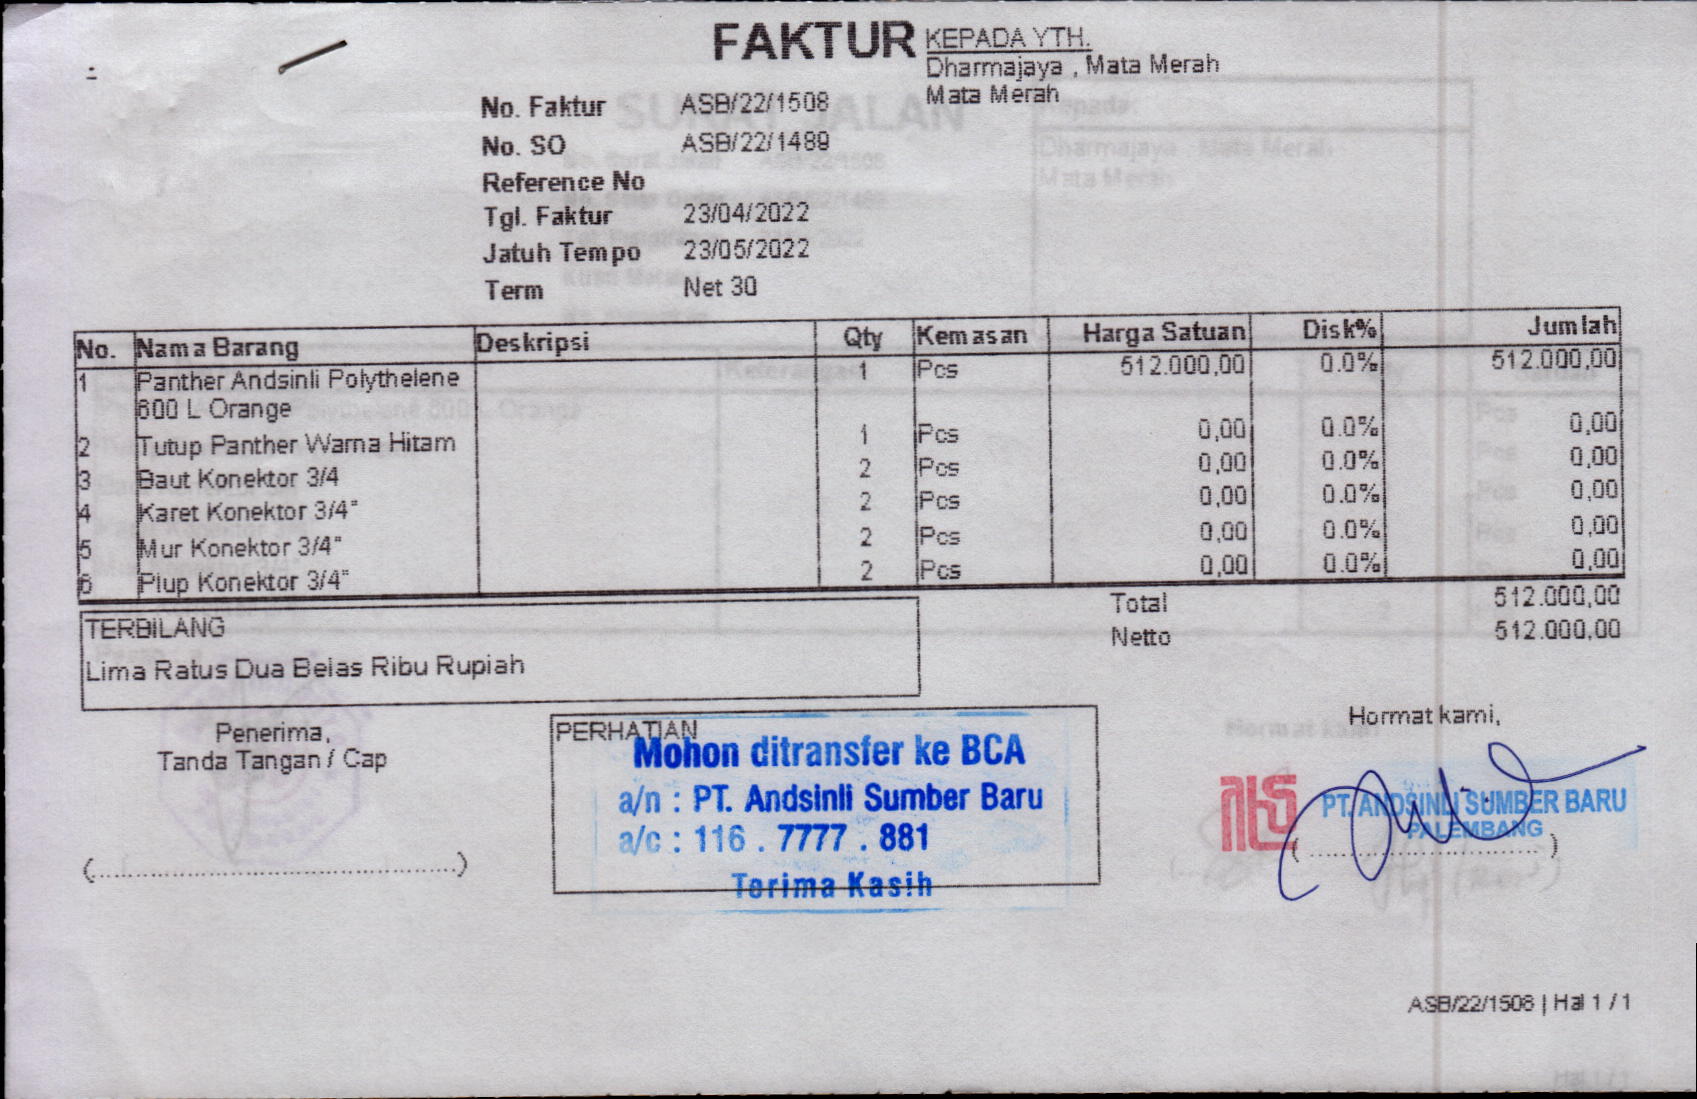 FAKTUR
KEPADA YTH.
Dharmajaya , Mata Merah
Mata Merah
No. Faktur ASB/22/1508
No. SO ASB/22/1489
Reference No
Tgl. Faktur 23/04/2022
Jatuh Tempo 23/05/2022
Term Net 30
No. Nama Barang Deskripsi Qty Kemasan Harga Satuan Disk% Jumlah
1 Panther Andsinli Polythelene 1 Pcs 512.000,00 0.0% 512.000,00
600 L Orange
2 Tutup Panther Warna Hitam 1 Pcs 0,00 0.0% 0,00
3 Baut Konektor 3/4 2 Pcs 0,00 0.0% 0,00
4 Karet Konektor 3/4" 2 Pcs 0,00 0.0% 0,00
5 Mur Konektor 3/4" 2 Pcs 0,00 0.0% 0,00
6 Plup Konektor 3/4" 2 Pcs 0,00 0.0% 0,00
Total 512.000,00
Netto 512.000,00
TERBILANG
Lima Ratus Dua Belas Ribu Rupiah
Penerima,
Tanda Tangan / Cap
(.................................................)
PERHATIAN
Mohon ditransfer ke BCA
a/n : PT. Andsinli Sumber Baru
a/c : 116 . 7777 . 881
Terima Kasih
Hormat kami,
PT. ANDSINLI SUMBER BARU
PALEMBANG
(..................................)
ASB/22/1508 | Hal 1 / 1